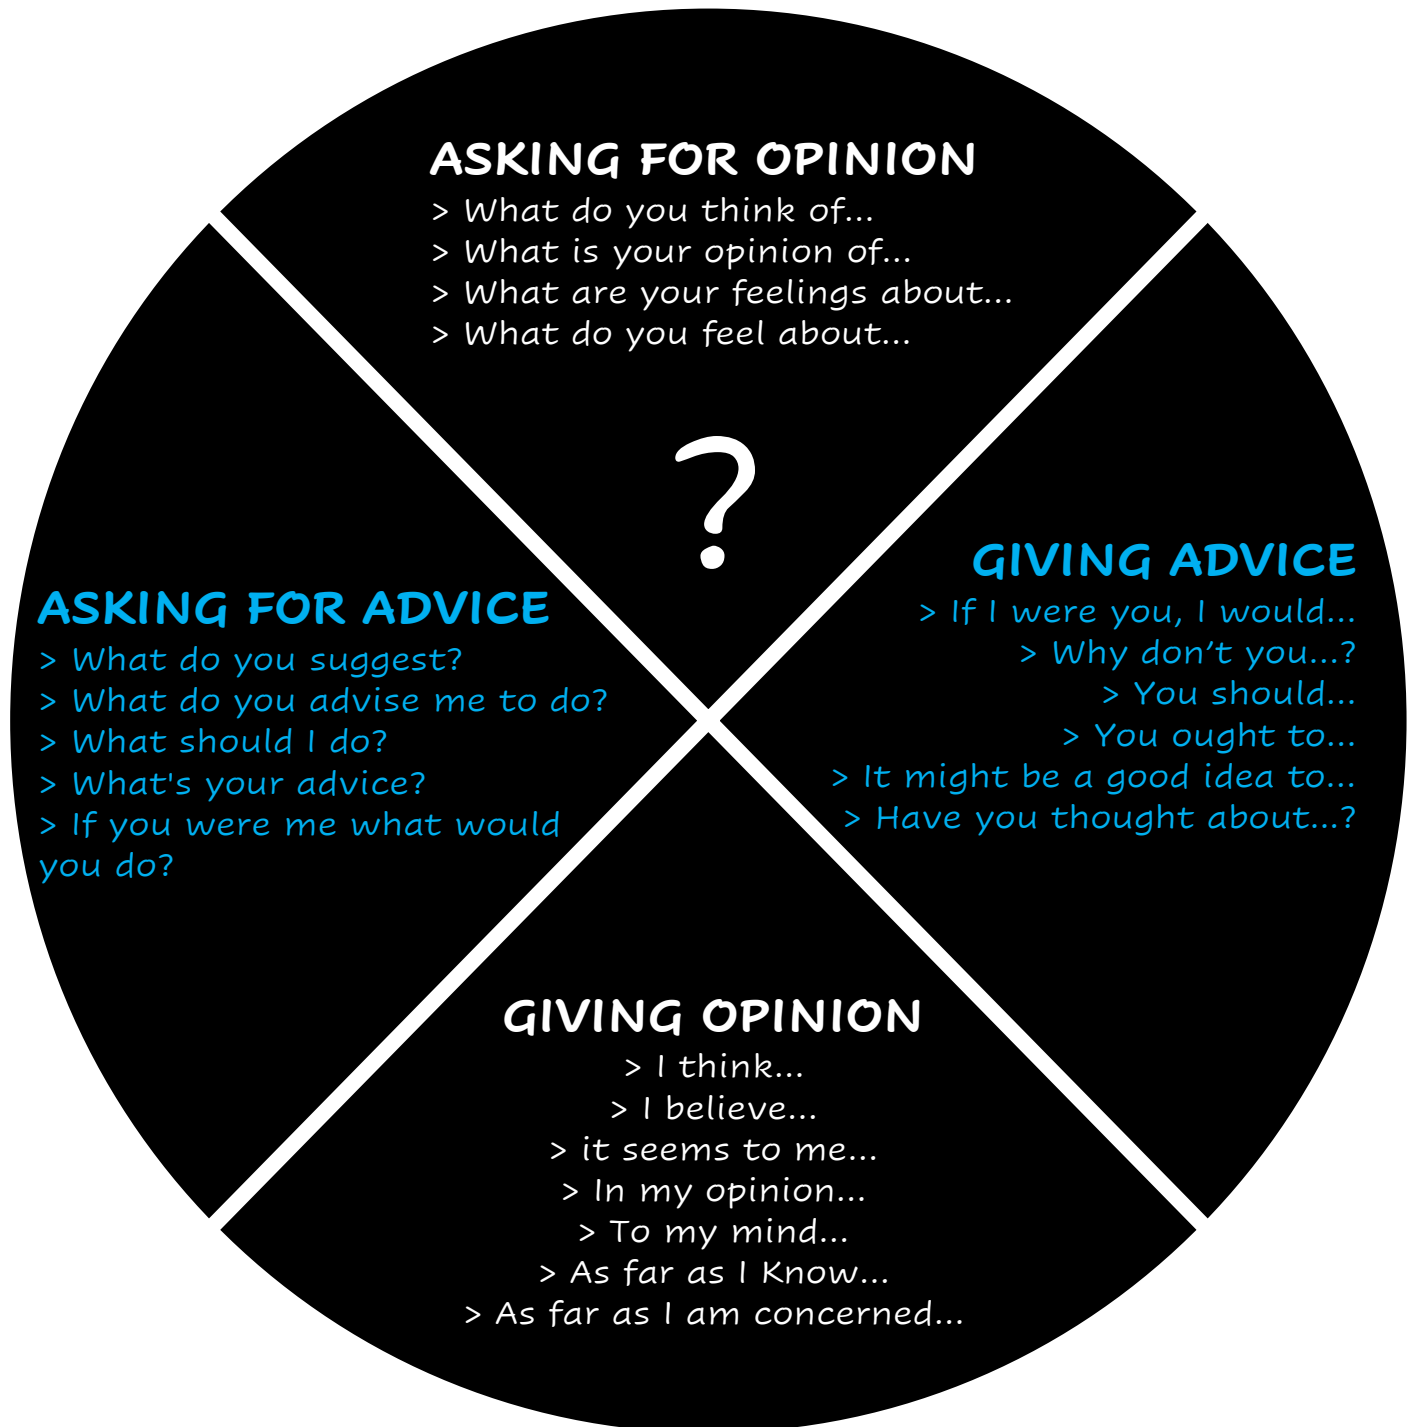 ASKING FOR OPINION
> What do you think of...
> What is your opinion of...
> What are your feelings about...
> What do you feel about...
?
ASKING FOR ADVICE
> What do you suggest?
> What do you advise me to do?
> What should I do?
> What's your advice?
> If you were me what would
you do?
GIVING ADVICE
> If I were you, I would...
> Why don’t you...?
> You should...
> You ought to...
> It might be a good idea to...
> Have you thought about...?
GIVING OPINION
> I think...
> I believe...
> it seems to me...
> In my opinion...
> To my mind...
> As far as I Know...
> As far as I am concerned...